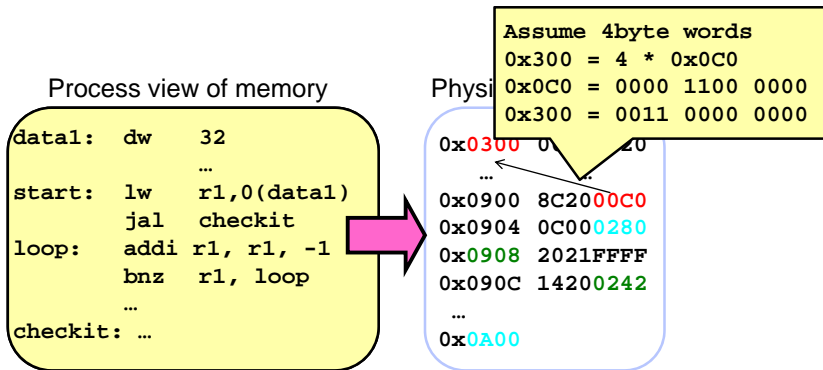 Assume 4byte words
0x300 = 4 * 0x0C0
0x0C0 = 0000 1100 0000
0x300 = 0011 0000 0000
Process view of memory
data1: dw 32
…
start: lw r1,0(data1)
jal checkit
loop: addi r1, r1, -1
bnz r1, loop
…
checkit: …
0x0300
…
0x0900 8C2000C0
0x0904 0C000280
0x0908 2021FFFF
0x090C 14200242
…
0x0A00